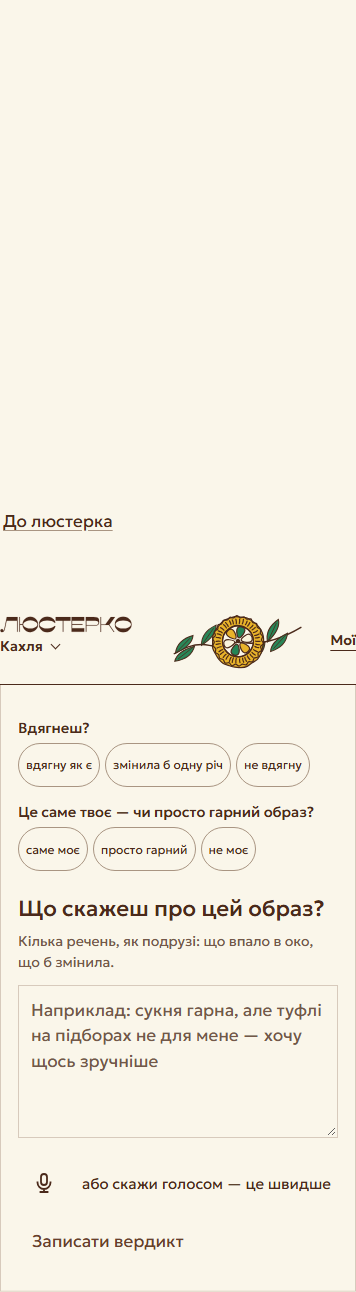 До люстерка
ЛЮСТЕРКО
Кахля
Мої
Вдягнеш?
вдягну як є
змінила б одну річ
не вдягну
Це саме твоє — чи просто гарний образ?
саме моє
просто гарний
не моє
Що скажеш про цей образ?
Кілька речень, як подрузі: що впало в око,
що б змінила.
Наприклад: сукня гарна, але туфлі
на підборах не для мене — хочу
щось зручніше
або скажи голосом — це швидше
Записати вердикт